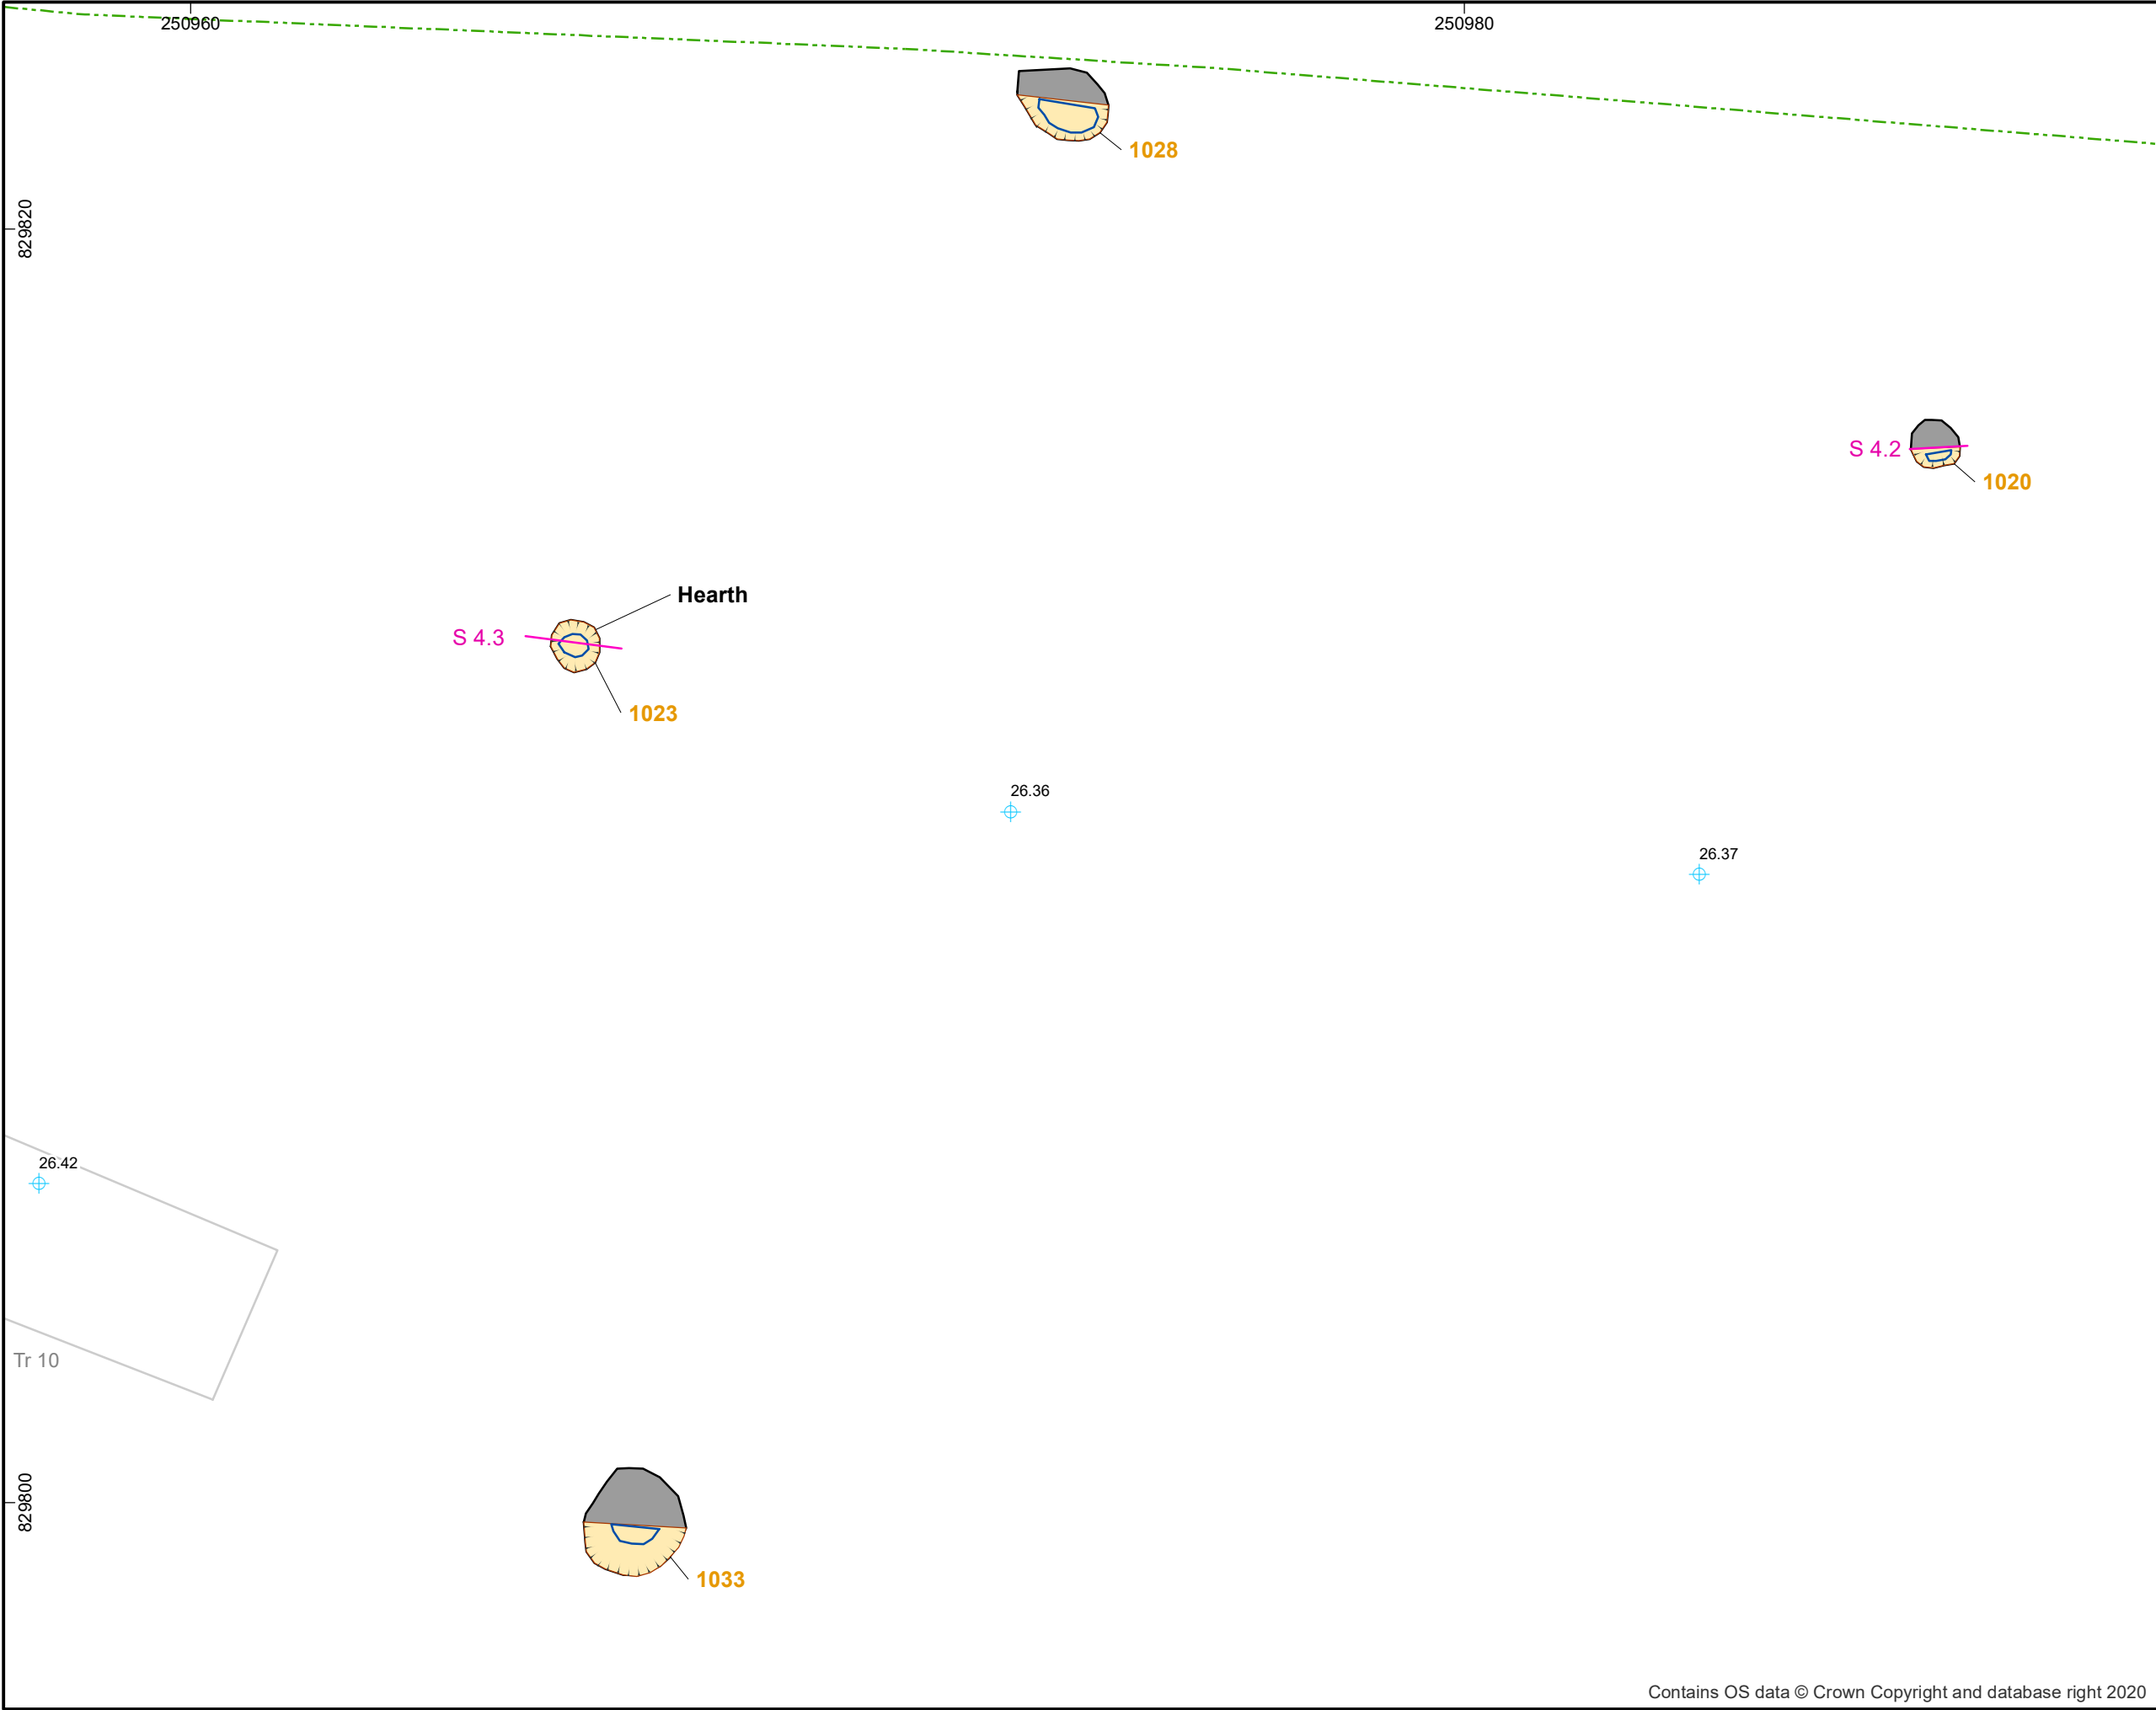 250960
250980
1028
829820
S 4.2
1020
Hearth
S 4.3
1023
26.36
26.37
26.42
Tr 10
829800
1033
Contains OS data © Crown Copyright and database right 2020